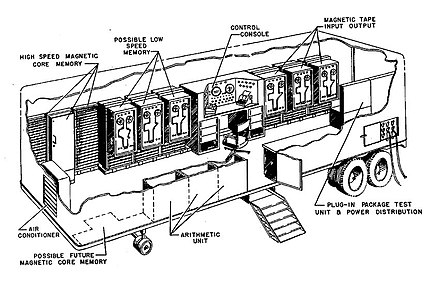 HIGH SPEED MAGNETIC
CORE MEMORY
POSSIBLE LOW
SPEED
MEMORY
CONTROL
CONSOLE
MAGNETIC TAPE
INPUT OUTPUT
AIR
CONDITIONER
POSSIBLE FUTURE
MAGNETIC CORE MEMORY
ARITHMETIC
UNIT
PLUG-IN PACKAGE TEST
UNIT & POWER DISTRIBUTION